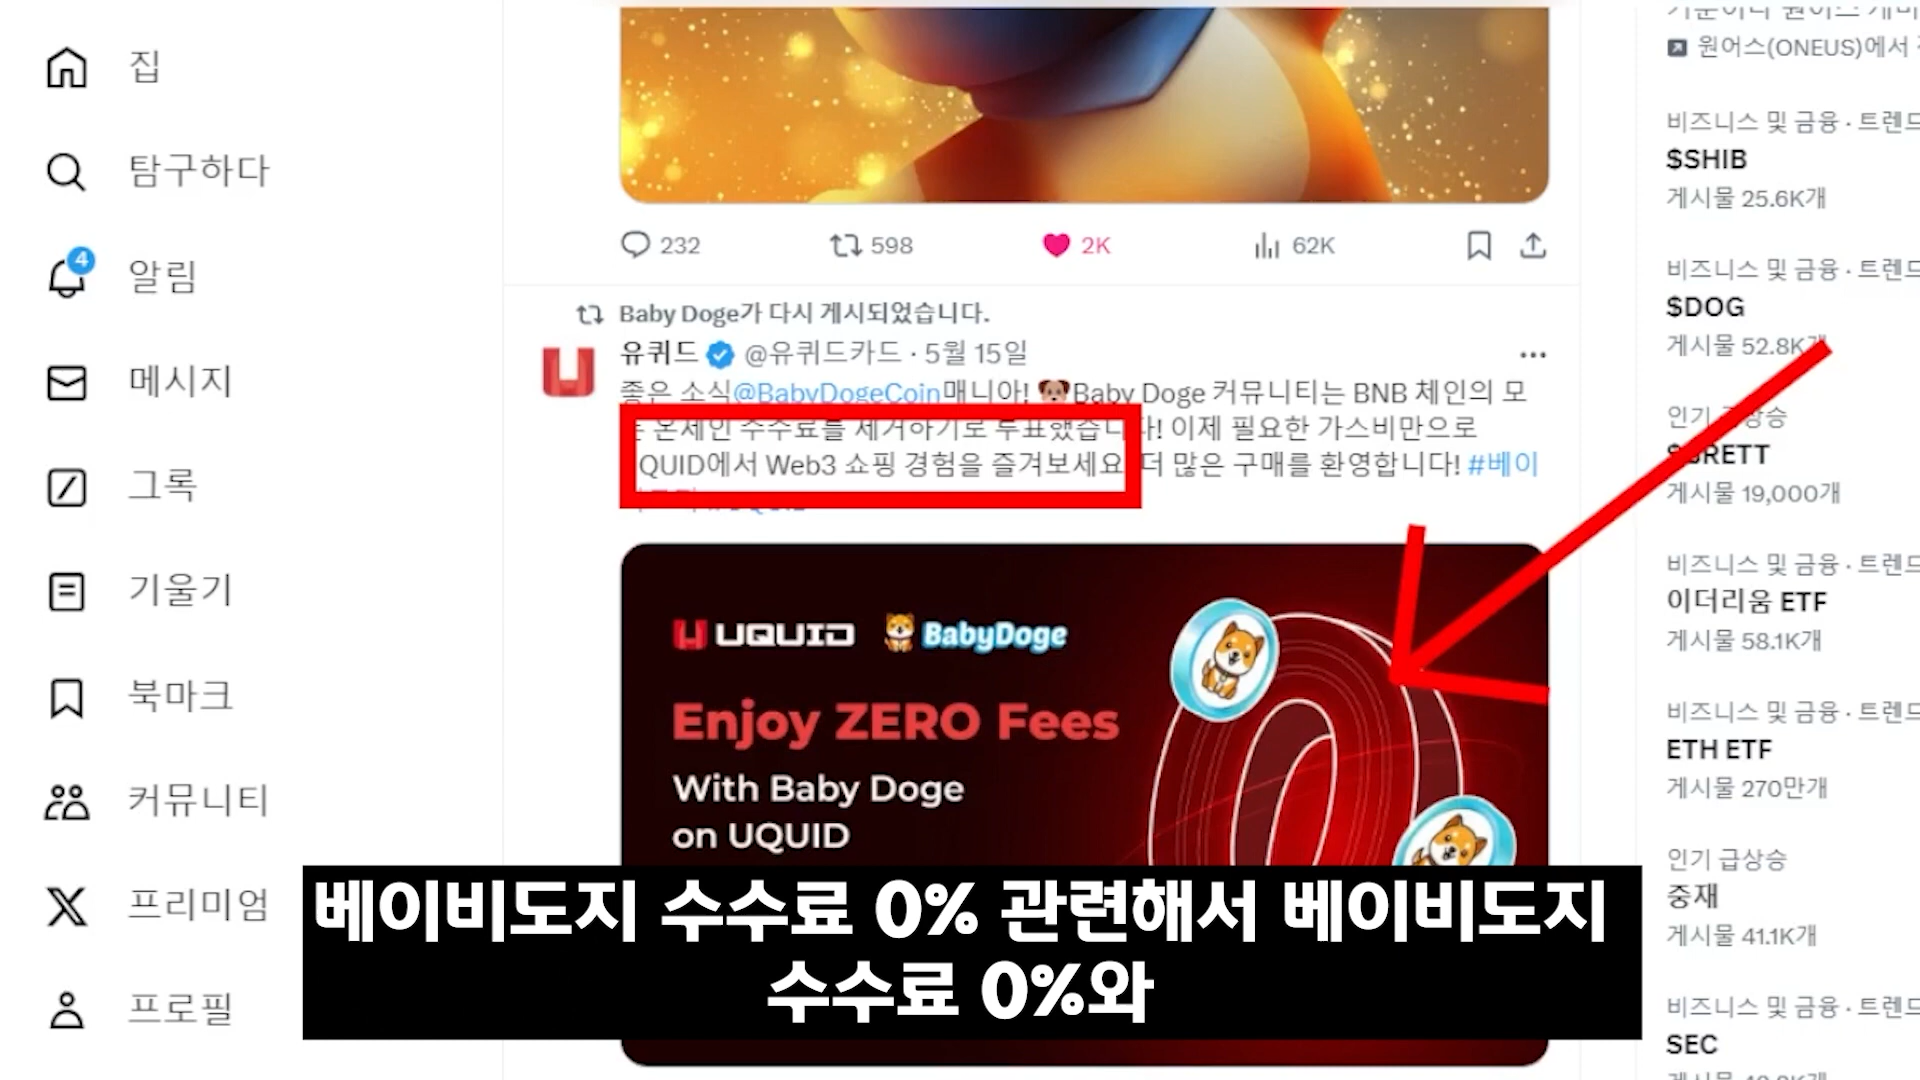 집
탐구하다
4
알림
메시지
그록
기울기
북마크
커뮤니티
프리미엄
프로필
232
598
2K
62K
Baby Doge가 다시 게시되었습니다.
유퀴드 @유퀴드카드 · 5월 15일
좋은 소식@BabyDogeCoin매니아! Baby Doge 커뮤니티는 BNB 체인의 모
온체인 수수료를 제거하기로 투표했습니다! 이제 필요한 가스비만으로
QUID에서 Web3 쇼핑 경험을 즐겨보세요 더 많은 구매를 환영합니다! #베이
UQUID BabyDoge
Enjoy ZERO Fees
With Baby Doge
on UQUID
베이비도지 수수료 0% 관련해서 베이비도지
수수료 0%와
원어스(ONEUS)에서
비즈니스 및 금융 · 트렌드
$SHIB
게시물 25.6K개
비즈니스 및 금융 · 트렌드
$DOG
게시물 52.8K
인기 급상승
게시물 19,000개
비즈니스 및 금융 · 트렌드
이더리움 ETF
게시물 58.1K개
비즈니스 및 금융 · 트렌드
ETH ETF
게시물 270만개
인기 급상승
중재
게시물 41.1K개
비즈니스 및 금융 · 트렌드
SEC